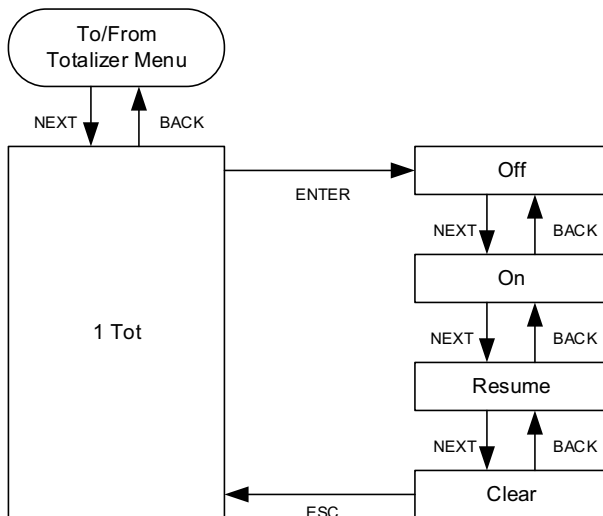 To/From
Totalizer Menu
NEXT
BACK
ENTER
Off
NEXT
BACK
On
1 Tot
NEXT
BACK
Resume
NEXT
BACK
Clear
ESC